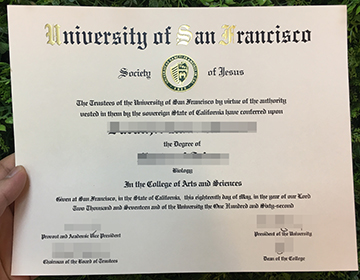 University of San Francisco
Society of Jesus
The Trustees of the University of San Francisco by virtue of the authority
vested in them by the sovereign State of California have conferred upon
the Degree of
Biology
In the College of Arts and Sciences
Given at San Francisco, in the State of California, this eighteenth day of May, in the year of our Lord
Two Thousand and Seventeen and of the University the One Hundred and Sixty-second
Provost and Academic Vice President
President of the University
Chairman of the Board of Trustees
Dean of the College